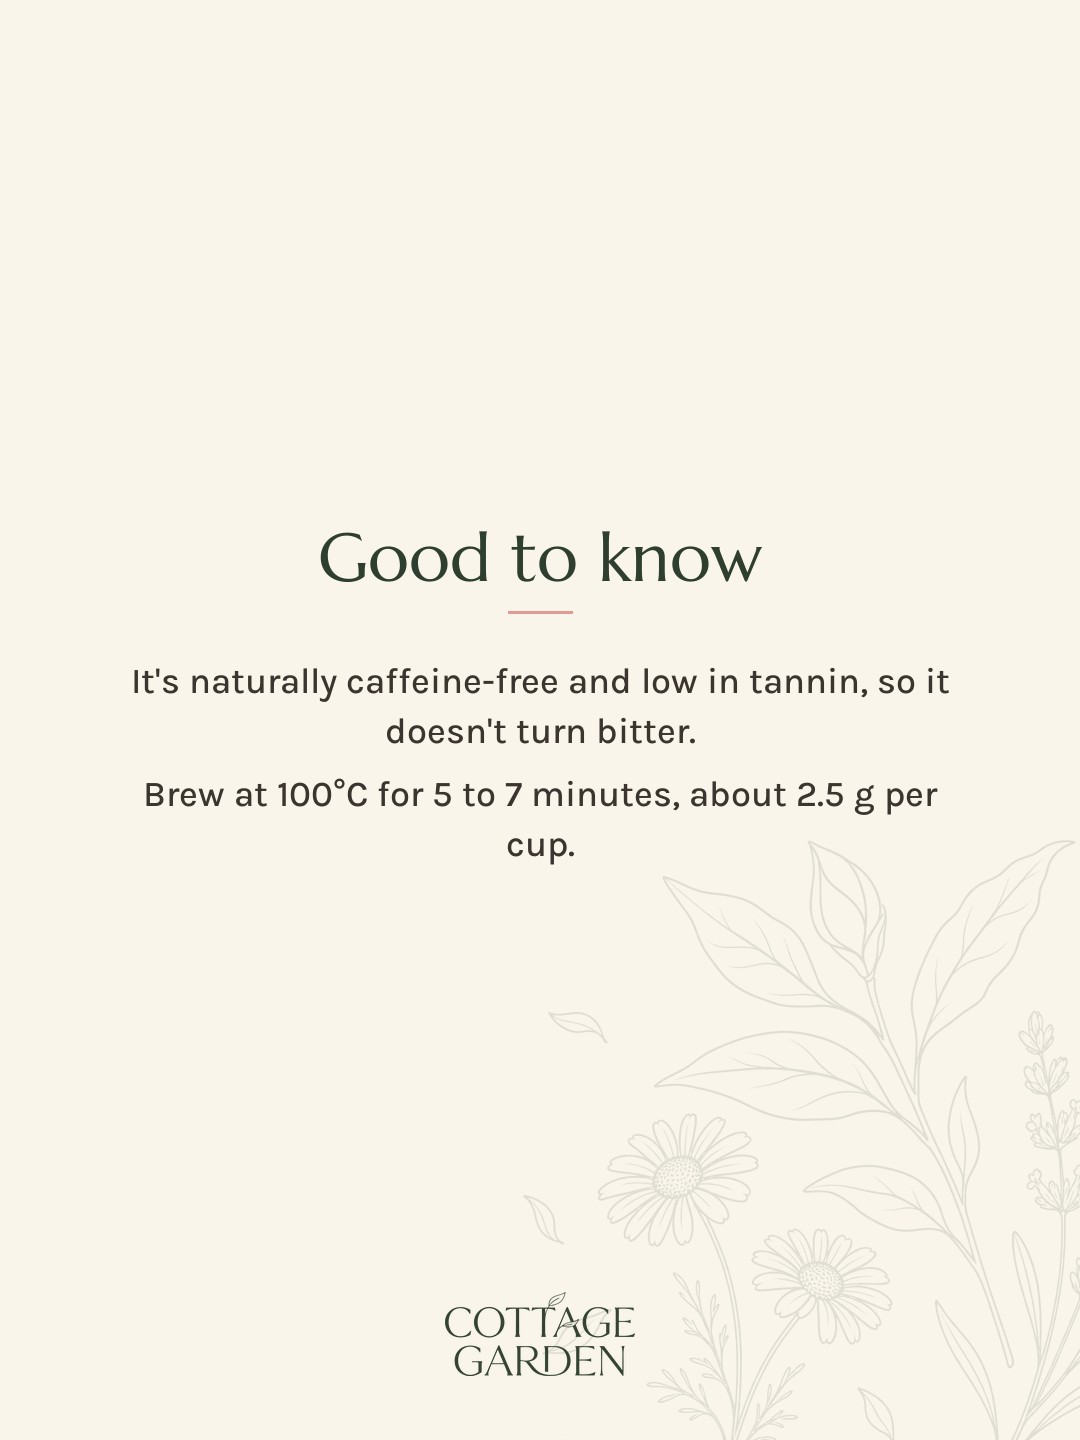 Good to know
It's naturally caffeine-free and low in tannin, so it
doesn't turn bitter.
Brew at 100°C for 5 to 7 minutes, about 2.5 g per
cup.
COTTAGE
GARDEN